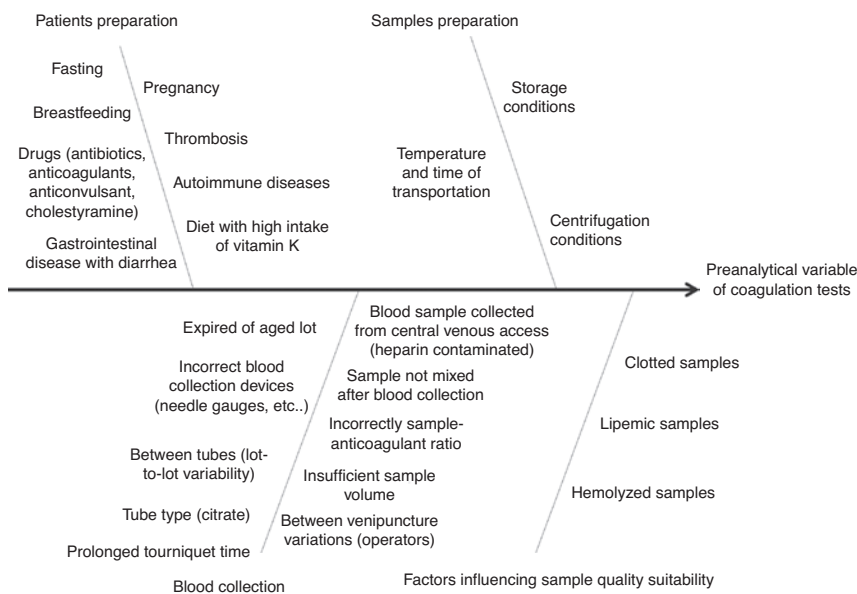 Patients preparation
Fasting
Pregnancy
Breastfeeding
Thrombosis
Drugs (antibiotics,
anticoagulants,
anticonvulsant,
cholestyramine)
Autoimmune diseases
Diet with high intake
of vitamin K
Gastrointestinal
disease with diarrhea
Samples preparation
Storage
conditions
Temperature
and time of
transportation
Centrifugation
conditions
Preanalytical variable
of coagulation tests
Expired of aged lot
Blood sample collected
from central venous access
(heparin contaminated)
Incorrect blood
collection devices
(needle gauges, etc..)
Sample not mixed
after blood collection
Incorrectly sample-
anticoagulant ratio
Between tubes (lot-
to-lot variability)
Insufficient sample
volume
Tube type (citrate)
Between venipuncture
variations (operators)
Prolonged tourniquet time
Blood collection
Clotted samples
Lipemic samples
Hemolyzed samples
Factors influencing sample quality suitability